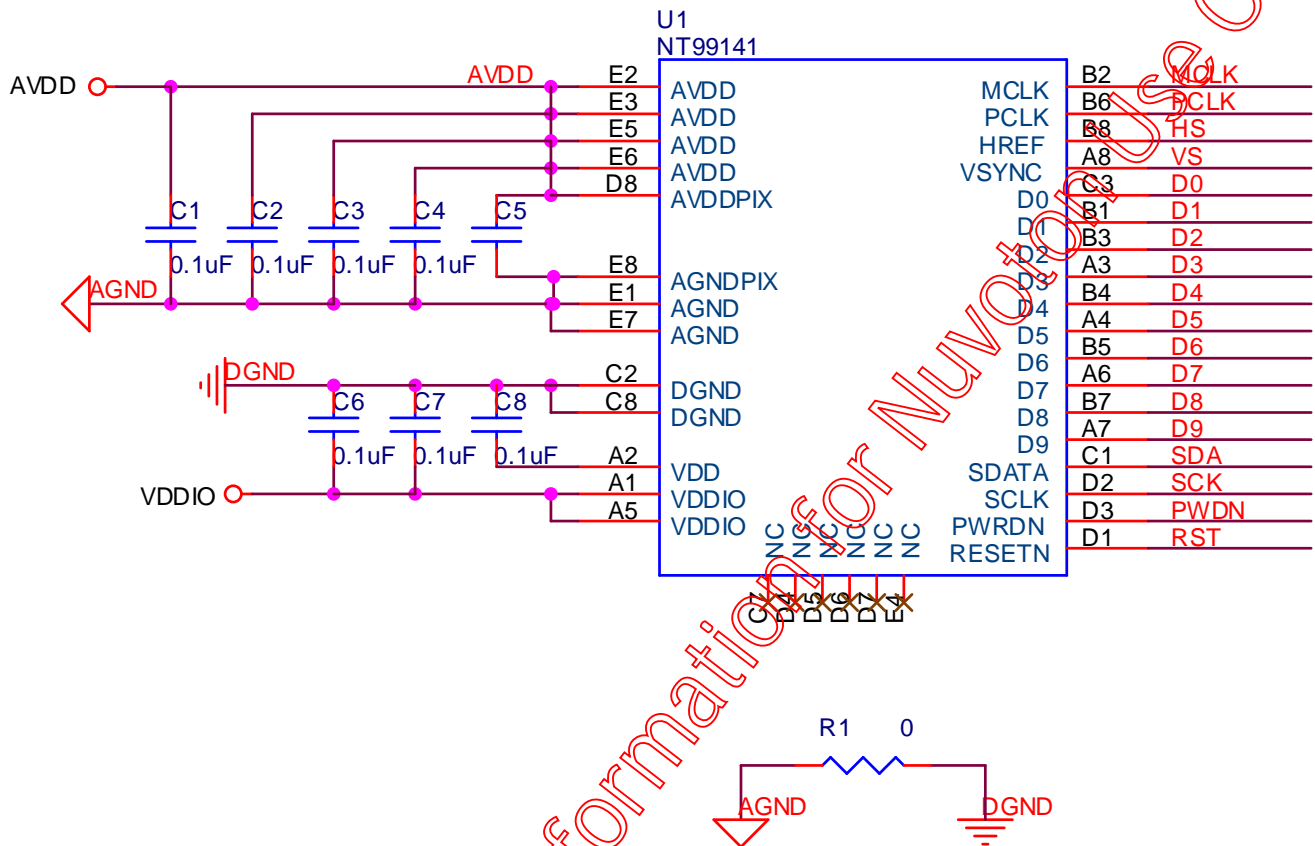 U1
NT99141
AVDD
AVDD
E2
AVDD
MCLK
B2
MCLK
E3
AVDD
PCLK
B6
PCLK
E5
AVDD
HREF
B8
HS
E6
AVDD
VSYNC
A8
VS
D8
AVDDPIX
D0
C3
D0
D1
B1
D1
C1
C2
C3
C4
C5
D2
B3
D2
0.1uF
0.1uF
0.1uF
0.1uF
0.1uF
E8
AGNDPIX
D3
A3
D3
AGND
E1
AGND
D4
B4
D4
E7
AGND
D5
A4
D5
D6
B5
D6
DGND
C2
DGND
D7
A6
D7
C6
C7
C8
C8
DGND
D8
B7
D8
D9
A7
D9
0.1uF
0.1uF
0.1uF
A2
VDD
SDATA
C1
SDA
VDDIO
A1
VDDIO
SCLK
D2
SCK
A5
VDDIO
PWRDN
D3
PWDN
RESETN
D1
RST
NC
NC
NC
NC
NC
NC
C7
D4
D5
D6
D7
E4
R1
0
AGND
DGND
formation for Nuvoton Use O